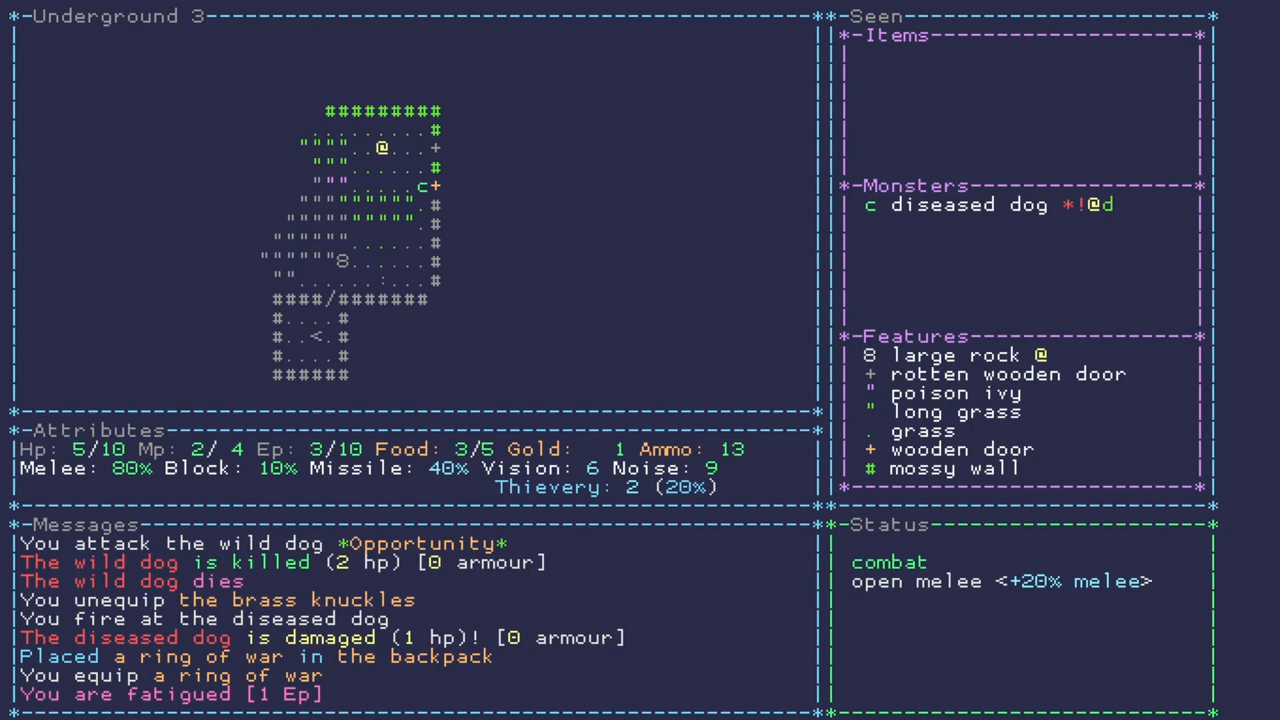 Underground 3
#########
.........#
""""..@...+
"""......#
"""......c+
"""""""""".#
""""""""""".#
""""""......#
""""""8......#
""......:...#
####/#######
#....#
#..<.#
#....#
######
Attributes
Hp: 5/10 Mp: 2/ 4 Ep: 3/10 Food: 3/5 Gold: 1 Ammo: 13
Melee: 80% Block: 10% Missile: 40% Vision: 6 Noise: 9
Thievery: 2 (20%)
Messages
You attack the wild dog *Opportunity*
The wild dog is killed (2 hp) [0 armour]
The wild dog dies
You unequip the brass knuckles
You fire at the diseased dog
The diseased dog is damaged (1 hp)! [0 armour]
Placed a ring of war in the backpack
You equip a ring of war
You are fatigued [1 Ep]
Seen
Items
Monsters
c diseased dog *!@d
Features
8 large rock @
+ rotten wooden door
" poison ivy
" long grass
. grass
+ wooden door
# mossy wall
Status
combat
open melee <+20% melee>